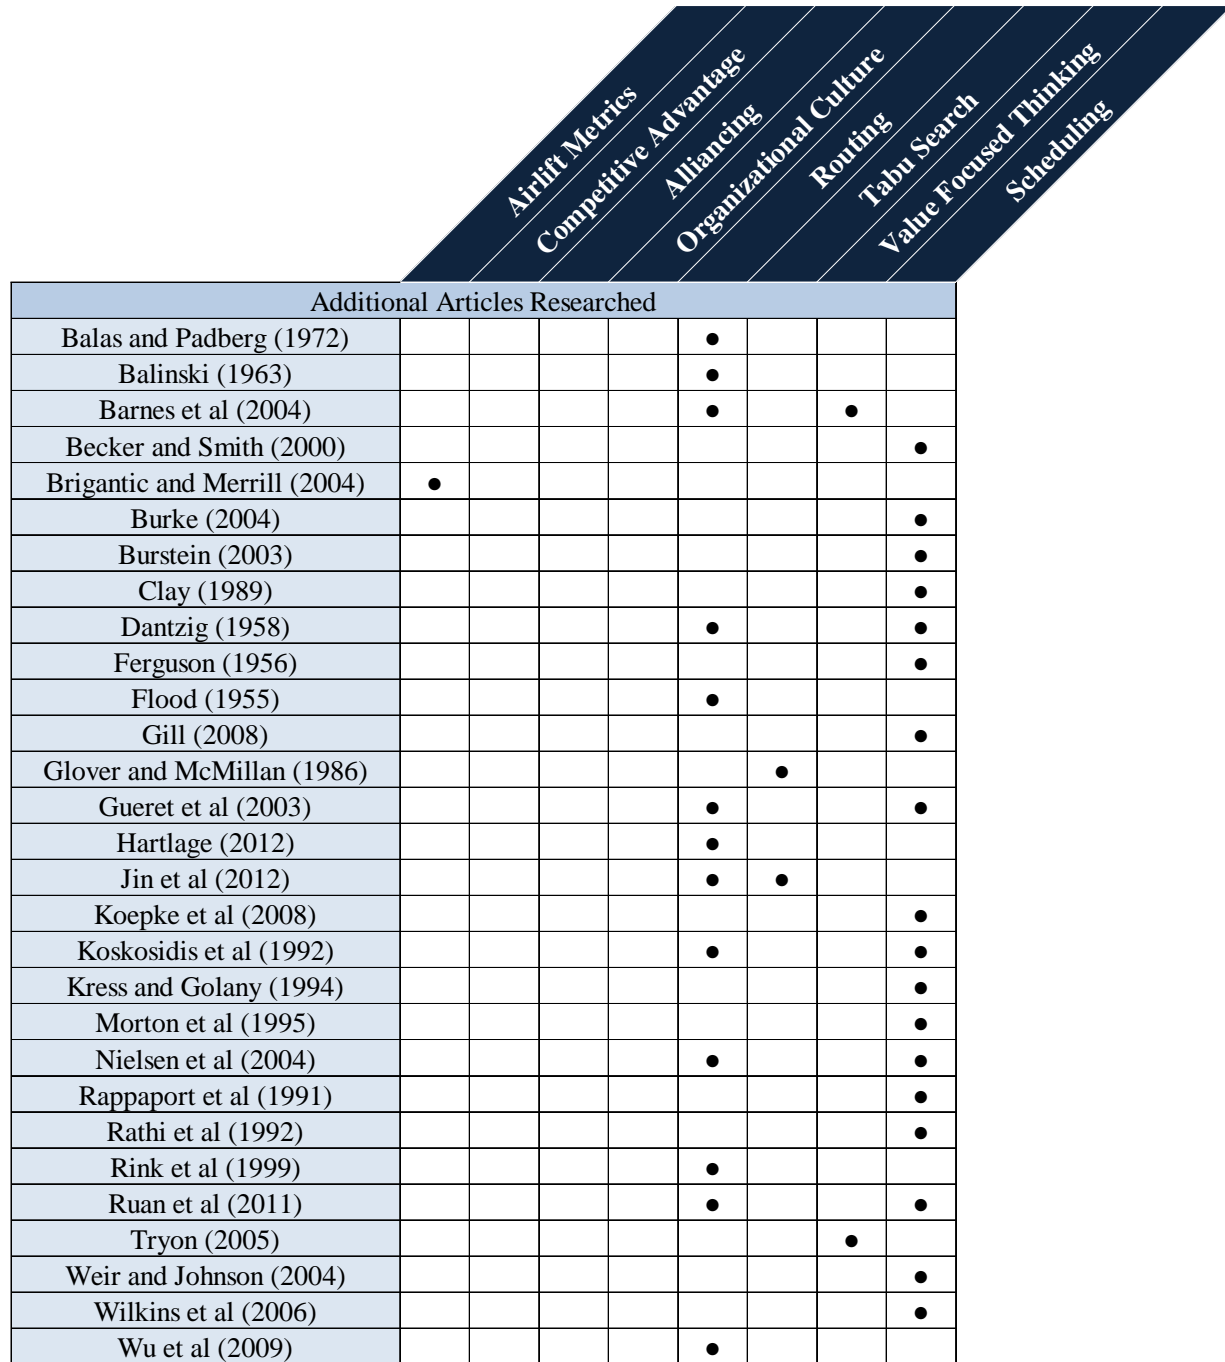 Airlift Metrics
Competitive Advantage
Alliancing
Organizational Culture
Routing
Tabu Search
Value Focused Thinking
Scheduling
Additional Articles Researched
Balas and Padberg (1972) ●
Balinski (1963) ●
Barnes et al (2004) ● ●
Becker and Smith (2000) ●
Brigantic and Merrill (2004) ●
Burke (2004) ●
Burstein (2003) ●
Clay (1989) ●
Dantzig (1958) ● ●
Ferguson (1956) ●
Flood (1955) ●
Gill (2008) ●
Glover and McMillan (1986) ●
Gueret et al (2003) ● ●
Hartlage (2012) ●
Jin et al (2012) ● ●
Koepke et al (2008) ●
Koskosidis et al (1992) ● ●
Kress and Golany (1994) ●
Morton et al (1995) ●
Nielsen et al (2004) ● ●
Rappaport et al (1991) ●
Rathi et al (1992) ●
Rink et al (1999) ●
Ruan et al (2011) ● ●
Tryon (2005) ●
Weir and Johnson (2004) ●
Wilkins et al (2006) ●
Wu et al (2009) ●